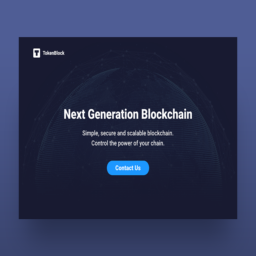 TokenBlock
Next Generation Blockchain
Simple, secure and scalable blockchain.
Control the power of your chain.
Contact Us